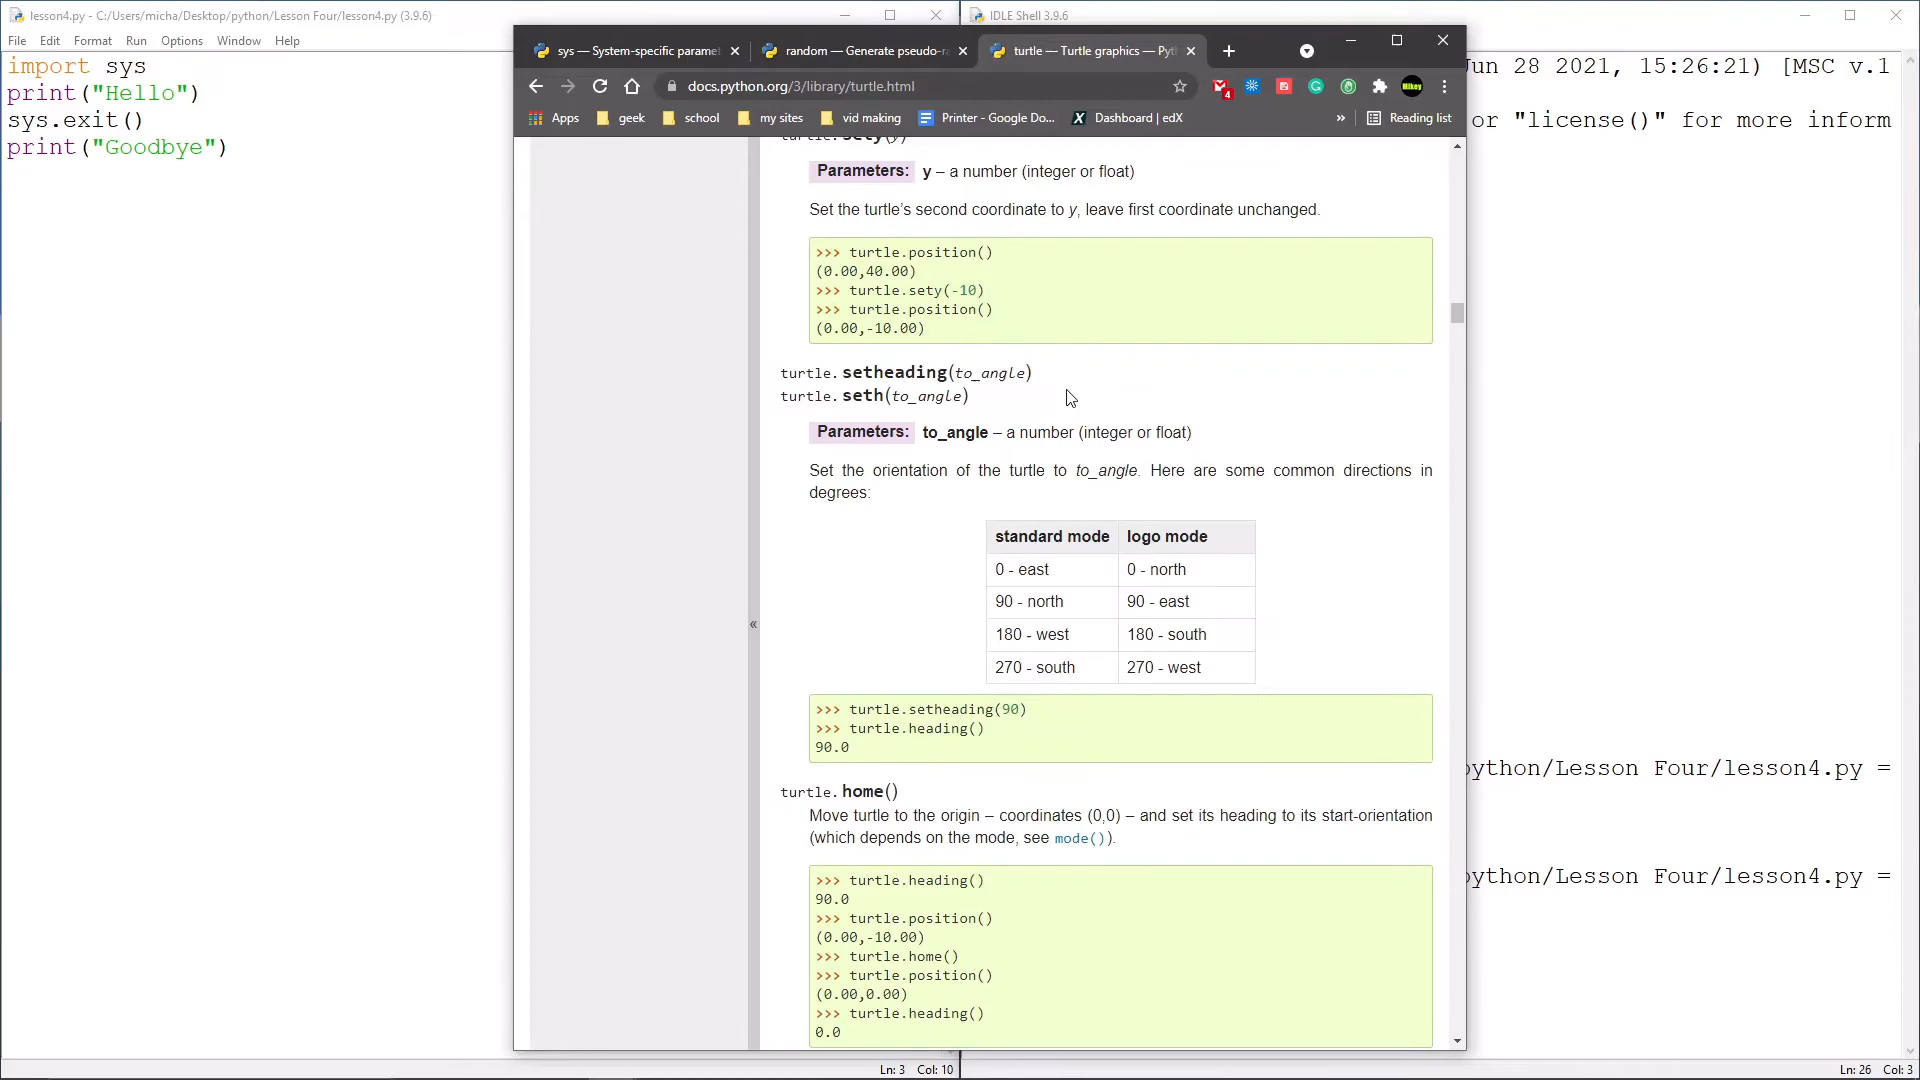 lesson4.py - C:/Users/micha/Desktop/python/Lesson Four/lesson4.py (3.9.6)
File Edit Format Run Options Window Help
import sys
print("Hello")
sys.exit()
print("Goodbye")
Ln: 3 Col: 10
IDLE Shell 3.9.6
Jun 28 2021, 15:26:21) [MSC v.1
or "license()" for more inform
python/Lesson Four/lesson4.py =
python/Lesson Four/lesson4.py =
Ln: 26 Col: 3
sys — System-specific paramet
random — Generate pseudo-ra
turtle — Turtle graphics — Pyt
docs.python.org/3/library/turtle.html
4
Mikey
Apps geek school my sites vid making Printer - Google Do... Dashboard | edX » Reading list
turtle.sety(y)
Parameters: y – a number (integer or float)
Set the turtle’s second coordinate to y, leave first coordinate unchanged.
>>> turtle.position()
(0.00,40.00)
>>> turtle.sety(-10)
>>> turtle.position()
(0.00,-10.00)
turtle.setheading(to_angle)
turtle.seth(to_angle)
Parameters: to_angle – a number (integer or float)
Set the orientation of the turtle to to_angle. Here are some common directions in
degrees:
standard mode logo mode
0 - east 0 - north
90 - north 90 - east
180 - west 180 - south
270 - south 270 - west
«
>>> turtle.setheading(90)
>>> turtle.heading()
90.0
turtle.home()
Move turtle to the origin – coordinates (0,0) – and set its heading to its start-orientation
(which depends on the mode, see mode()).
>>> turtle.heading()
90.0
>>> turtle.position()
(0.00,-10.00)
>>> turtle.home()
>>> turtle.position()
(0.00,0.00)
>>> turtle.heading()
0.0